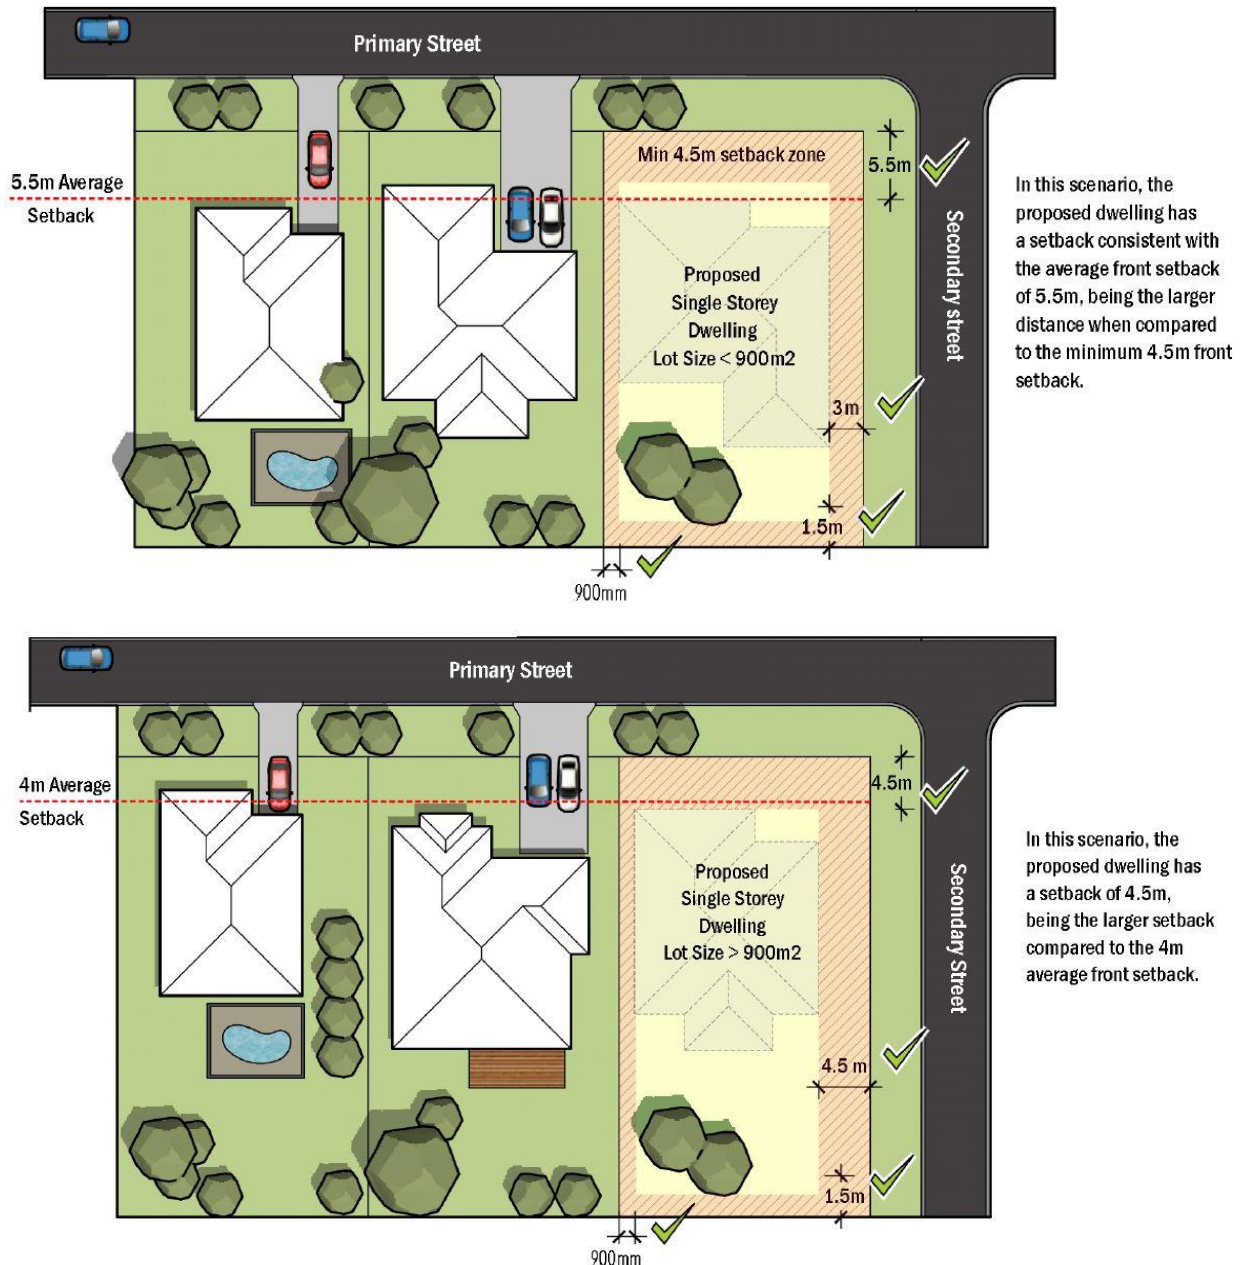 Primary Street
5.5m Average
Setback
Min 4.5m setback zone
5.5m
In this scenario, the
proposed dwelling has
a setback consistent with
the average front setback
of 5.5m, being the larger
distance when compared
to the minimum 4.5m front
setback.
Secondary street
Proposed
Single Storey
Dwelling
Lot Size < 900m2
3m
1.5m
900mm
Primary Street
4m Average
Setback
4.5m
In this scenario, the
proposed dwelling has
a setback of 4.5m,
being the larger setback
compared to the 4m
average front setback.
Secondary Street
Proposed
Single Storey
Dwelling
Lot Size > 900m2
4.5 m
1.5m
900mm